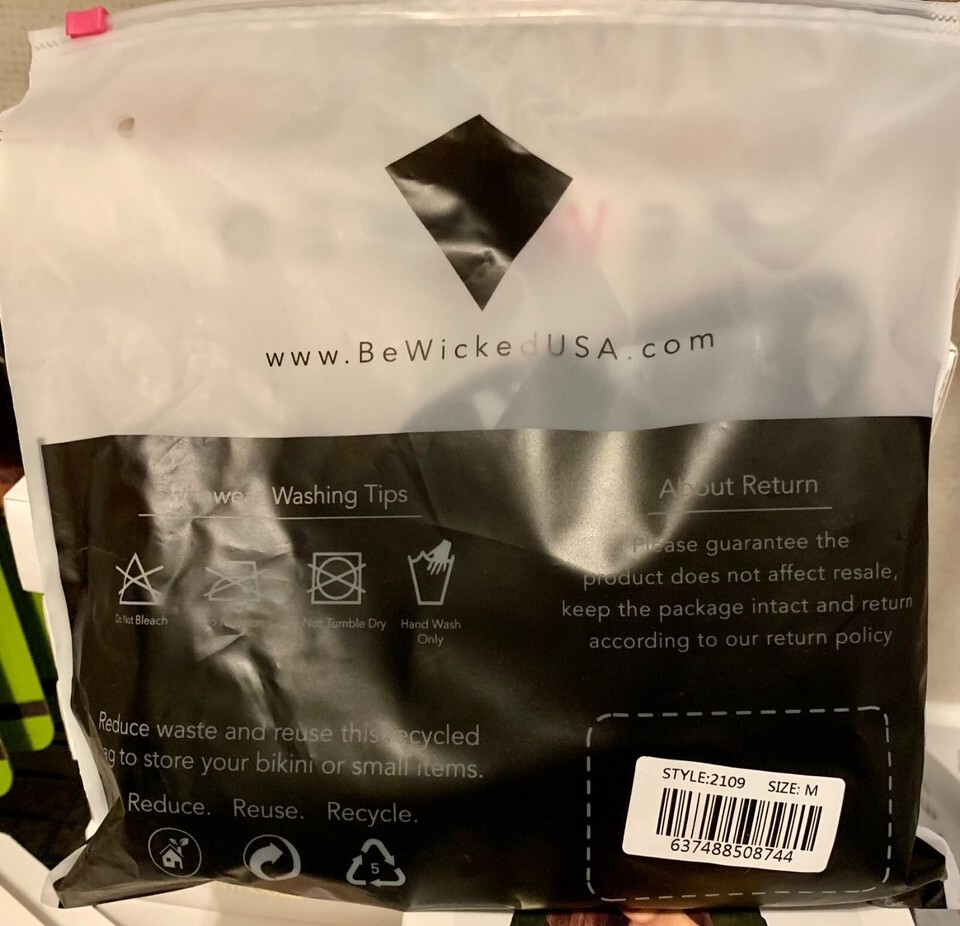 www.BeWickedUSA.com
Washing Tips
Do Not Bleach
Not Tumble Dry
Hand Wash
Only
About Return
Please guarantee the
product does not affect resale,
keep the package intact and return
according to our return policy
Reduce waste and reuse this recycled
to store your bikini or small items.
Reduce. Reuse. Recycle.
5
STYLE:2109 SIZE: M
637488508744